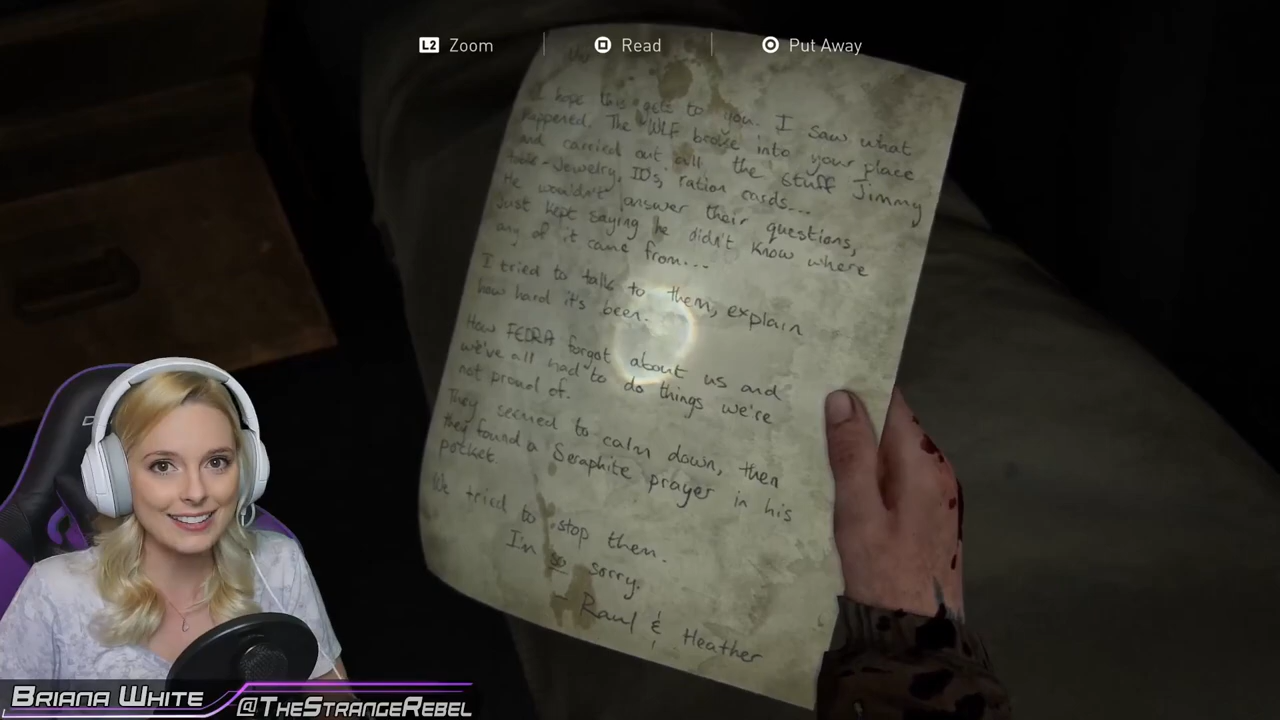 L2 Zoom
Read
Put Away
I hope this gets to you. I saw what
happened. The WLF broke into your place
and carried out all the stuff Jimmy
took - Jewelry, IDs, ration cards...
He wouldn't answer their questions,
Just kept saying he didn't know where
any of it came from...
I tried to talk to them, explain
how hard it's been.
How FEDRA forgot about us and
we've all had to do things we're
not proud of.
They seemed to calm down, then
they found a Seraphite prayer in his
pocket
We tried to stop them.
I'm so sorry.
- Raul & Heather
BRIANA WHITE
@THESTRANGEREBEL